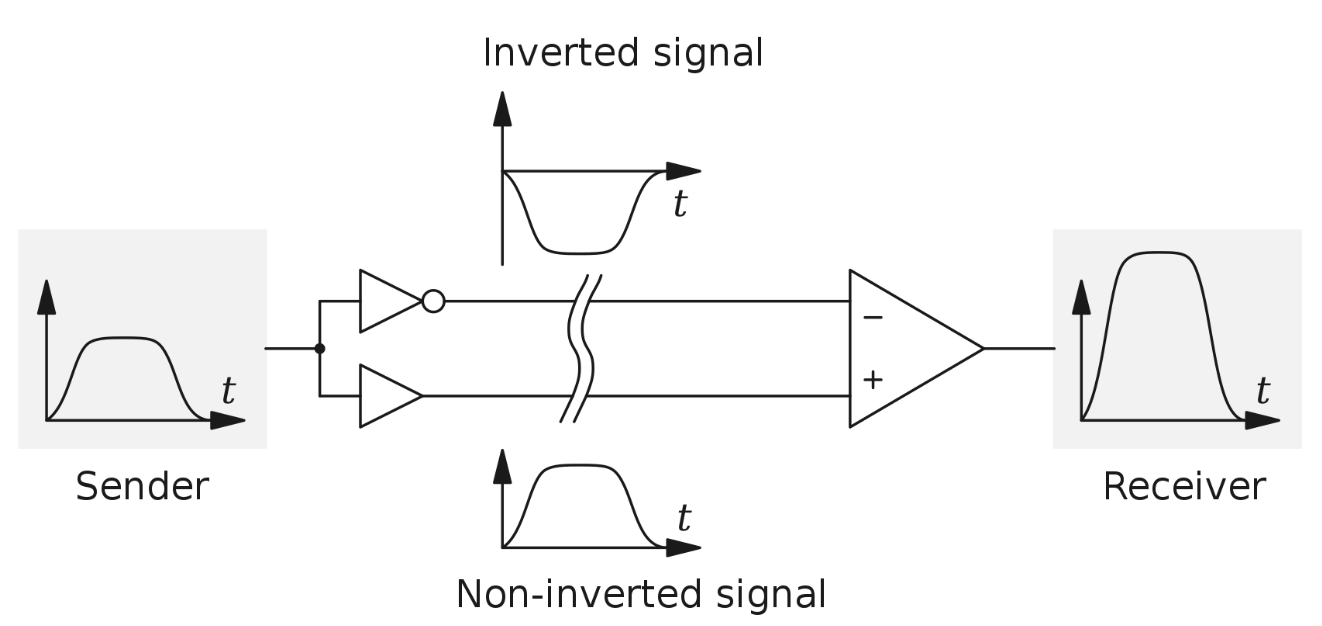 Inverted signal
t
t
−
+
t
Sender
Receiver
t
Non-inverted signal